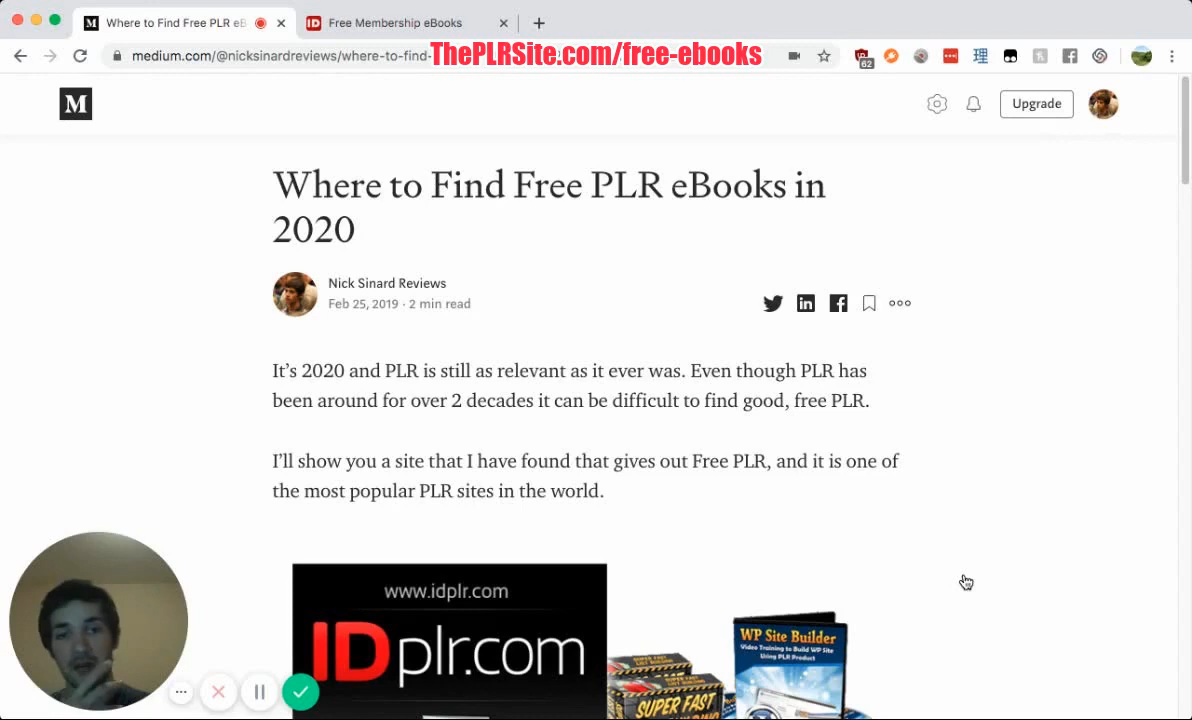 Where to Find Free PLR eB
Free Membership eBooks
medium.com/@nicksinardreviews/where-to-find-
ThePLRSite.com/free-ebooks
62
M
Upgrade
Where to Find Free PLR eBooks in
2020
Nick Sinard Reviews
Feb 25, 2019 · 2 min read
It’s 2020 and PLR is still as relevant as it ever was. Even though PLR has
been around for over 2 decades it can be difficult to find good, free PLR.
I’ll show you a site that I have found that gives out Free PLR, and it is one of
the most popular PLR sites in the world.
www.idplr.com
IDplr.com
WP Site Builder
Video Training to Build WP Site
Using PLR Product
SUPER FAST